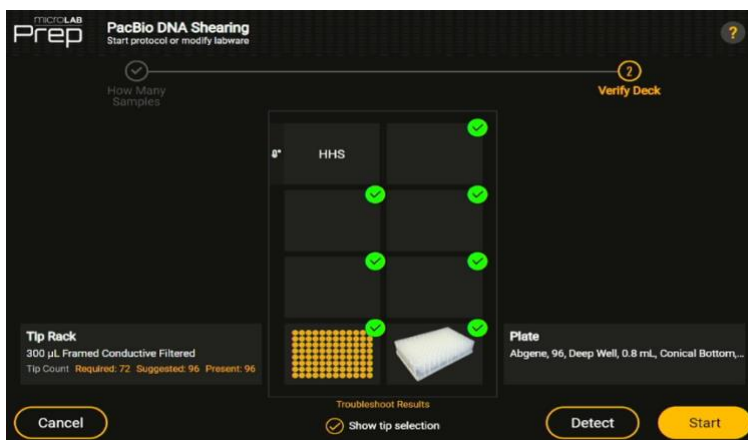 MICROLAB
Prep
PacBio DNA Shearing
Start protocol or modify labware
?
How Many
Samples
2
Verify Deck
HHS
Tip Rack
300 µL Framed Conductive Filtered
Tip Count Required: 72 Suggested: 96 Present: 96
Plate
Abgene, 96, Deep Well, 0.8 mL, Conical Bottom,...
Troubleshoot Results
Show tip selection
Cancel
Detect
Start